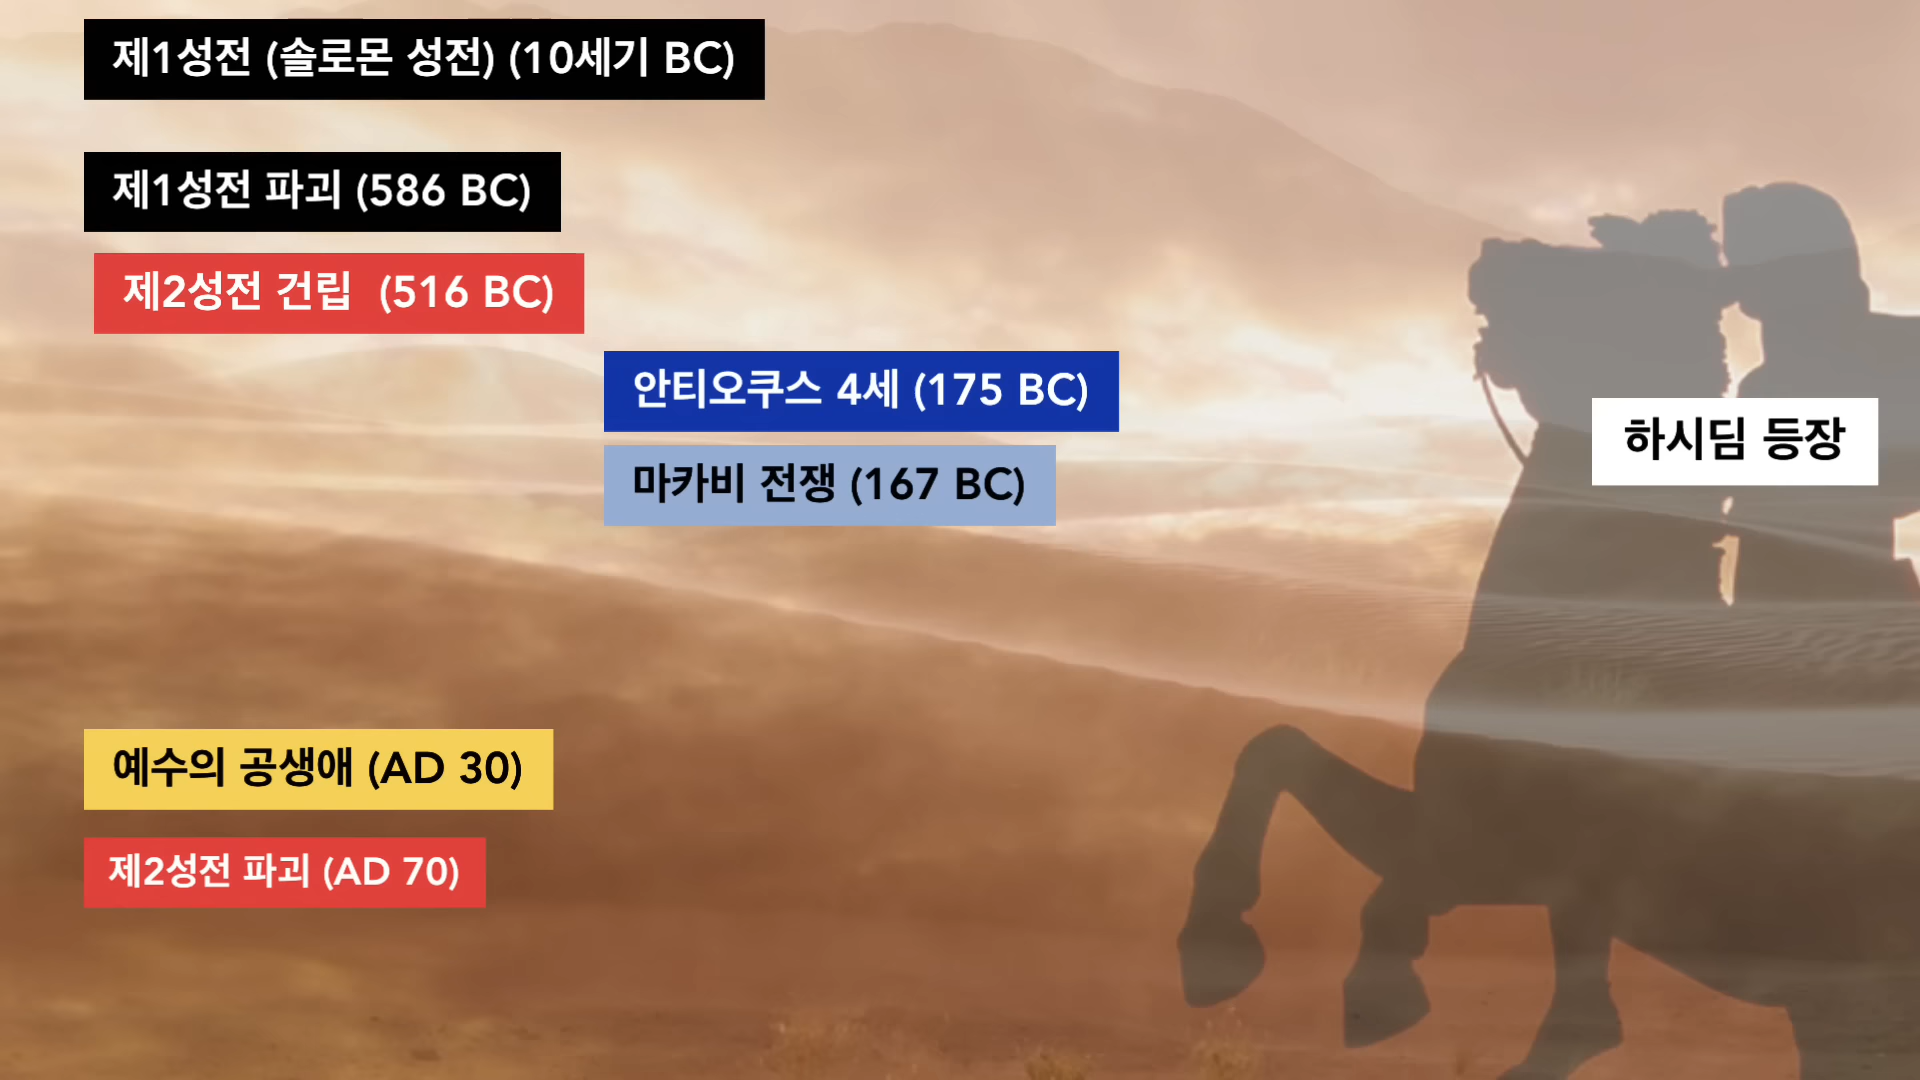 제1성전 (솔로몬 성전) (10세기 BC)
제1성전 파괴 (586 BC)
제2성전 건립 (516 BC)
안티오쿠스 4세 (175 BC)
하시딤 등장
마카비 전쟁 (167 BC)
예수의 공생애 (AD 30)
제2성전 파괴 (AD 70)